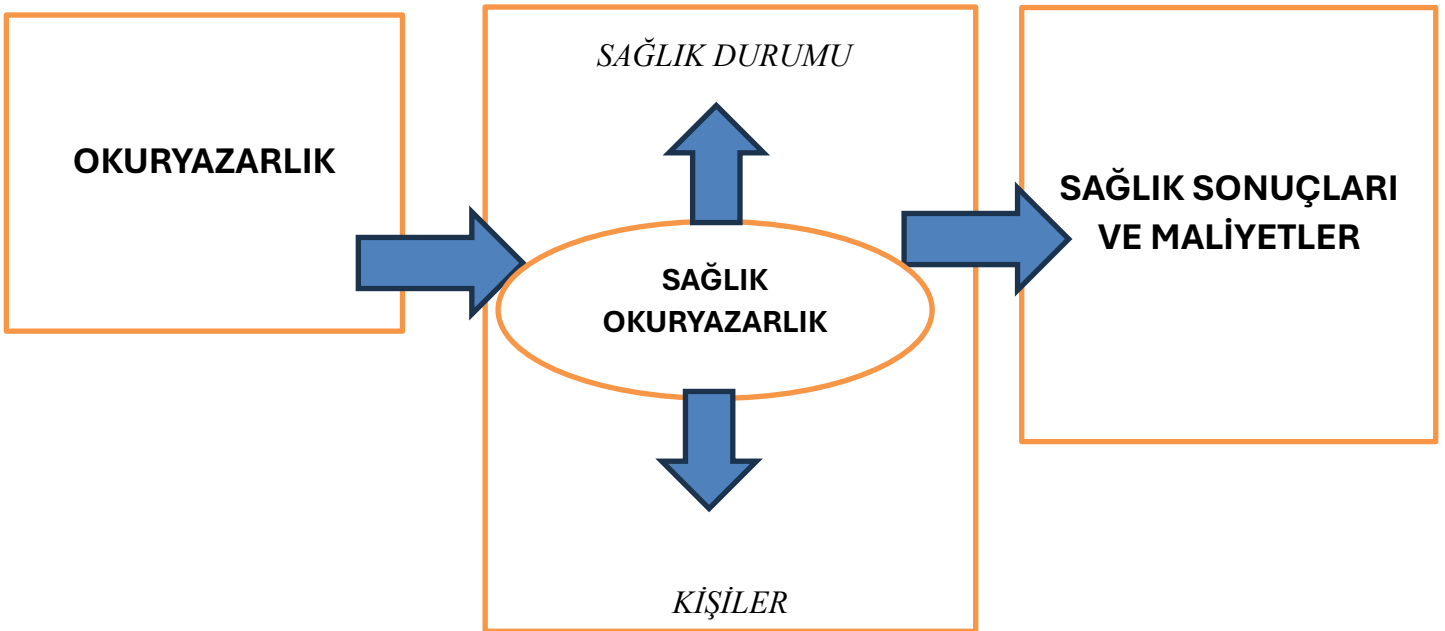 OKURYAZARLIK
SAĞLIK DURUMU
SAĞLIK
OKURYAZARLIK
KİŞİLER
SAĞLIK SONUÇLARI
VE MALİYETLER